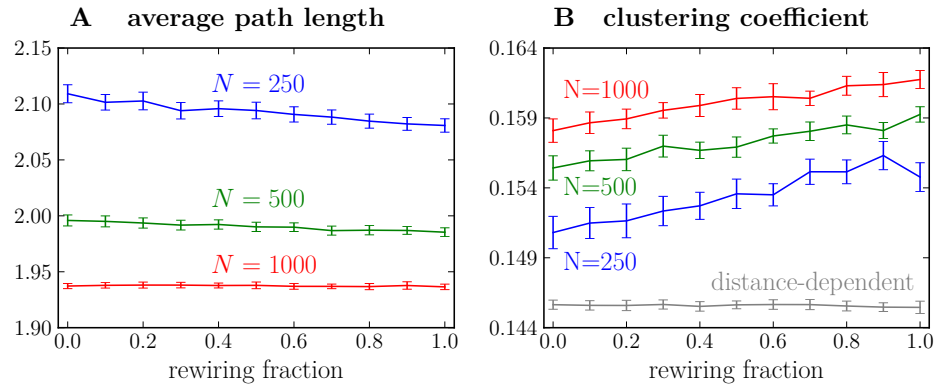 A average path length
2.15
2.10
2.05
2.00
1.95
1.90
N = 250
N = 500
N = 1000
0.0 0.2 0.4 0.6 0.8 1.0
rewiring fraction
B clustering coefficient
0.164
0.159
0.154
0.149
0.144
N=1000
N=500
N=250
distance-dependent
0.0 0.2 0.4 0.6 0.8 1.0
rewiring fraction